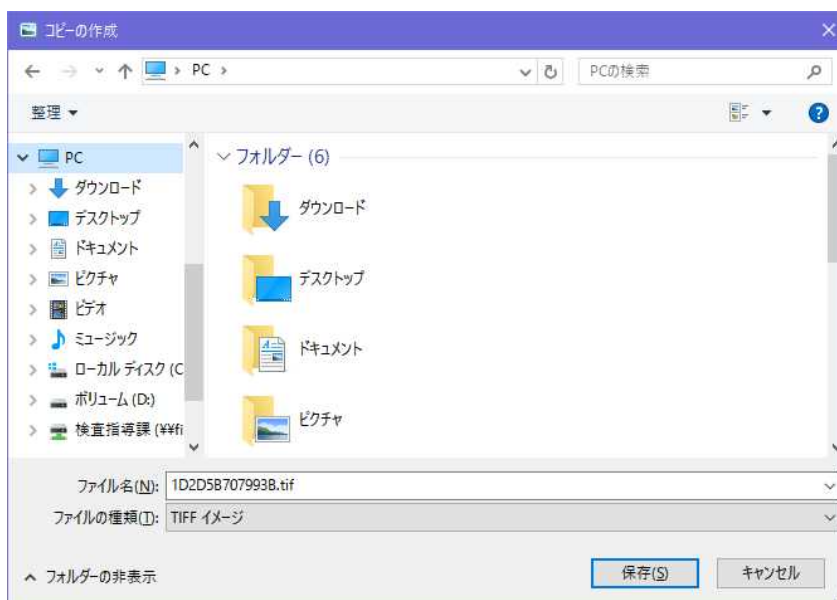 コピーの作成
PC
PCの検索
整理
PC
ダウンロード
デスクトップ
ドキュメント
ピクチャ
ビデオ
ミュージック
ローカル ディスク (C
ボリューム (D:)
検査指導課 (¥¥fi
フォルダー (6)
ダウンロード
デスクトップ
ドキュメント
ピクチャ
ファイル名(N): 1D2D5B707993B.tif
ファイルの種類(T): TIFF イメージ
フォルダーの非表示
保存(S)
キャンセル